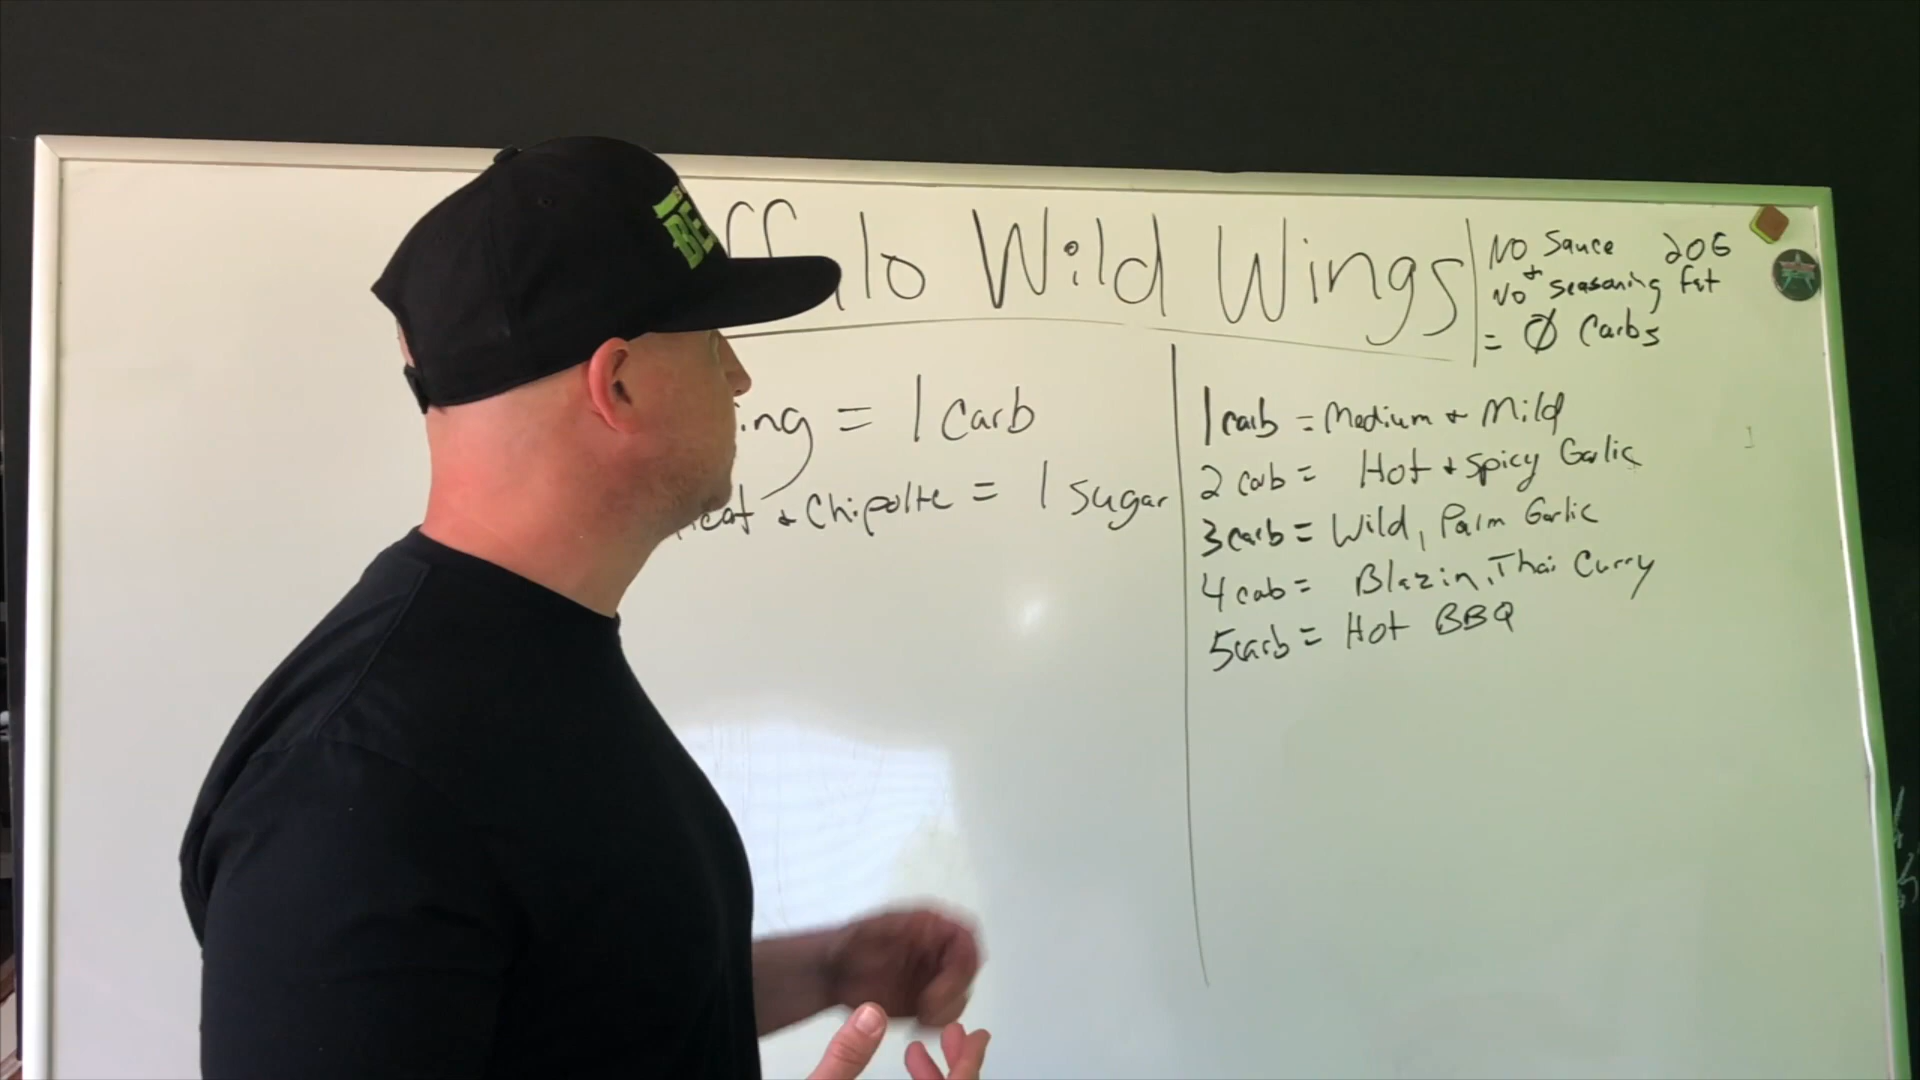 ffalo Wild Wings
No Sauce 20G
No + Seasoning Fat
= Ø Carbs
ing = 1 Carb
eat + Chipolte = 1 Sugar
1 carb = Medium + Mild
2 carb = Hot + Spicy Garlic
3 carb = Wild, Parm Garlic
4 carb = Blazin, Thai Curry
5 carb = Hot BBQ
BE